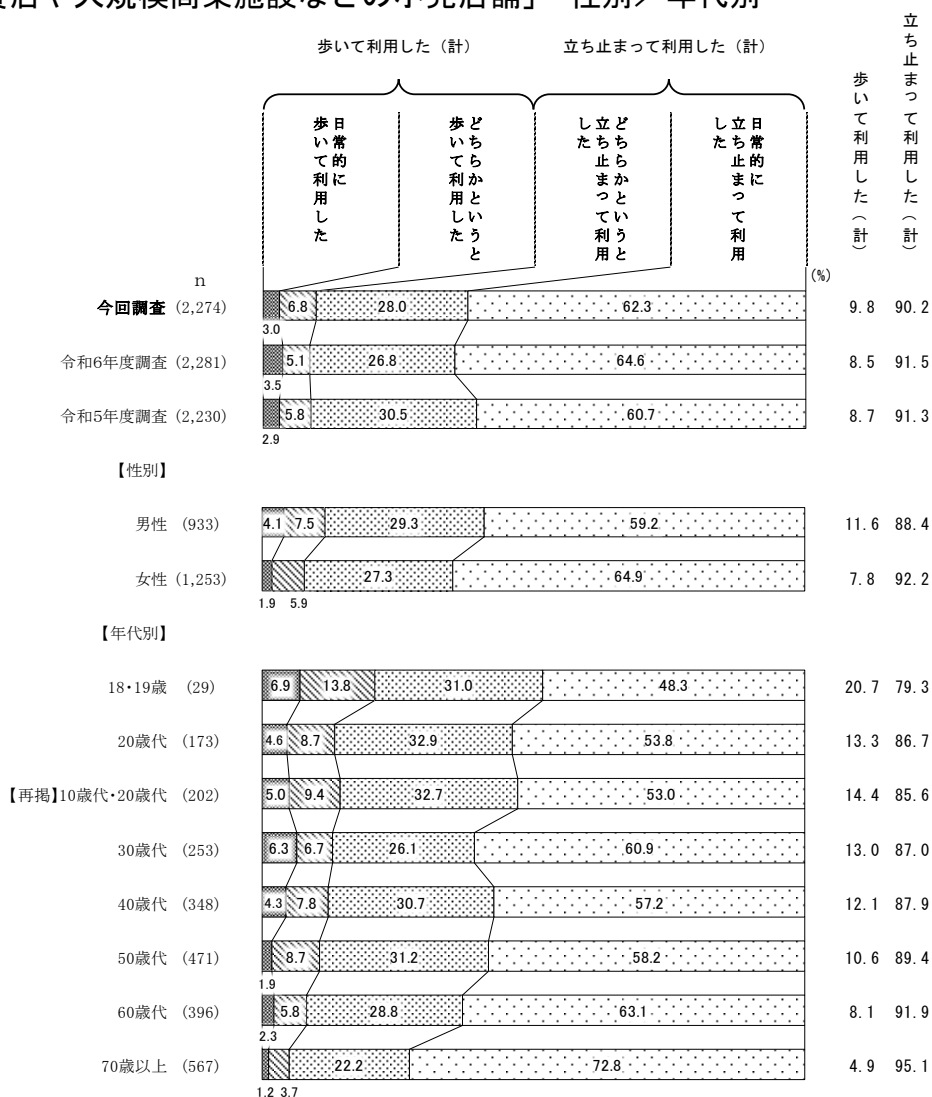 大規模商業施設などの小売店舗」 性別／年代別
歩いて利用した（計）
立ち止まって利用した（計）
日常的に歩いて利用した
どちらかというと歩いて利用した
どちらかというと立ち止まって利用した
日常的に立ち止まって利用した
歩いて利用した（計）
立ち止まって利用した（計）
n
(%)
今回調査 (2,274) 3.0 6.8 28.0 62.3 9.8 90.2
令和6年度調査 (2,281) 3.5 5.1 26.8 64.6 8.5 91.5
令和5年度調査 (2,230) 2.9 5.8 30.5 60.7 8.7 91.3
【性別】
男性 (933) 4.1 7.5 29.3 59.2 11.6 88.4
女性 (1,253) 1.9 5.9 27.3 64.9 7.8 92.2
【年代別】
18・19歳 (29) 6.9 13.8 31.0 48.3 20.7 79.3
20歳代 (173) 4.6 8.7 32.9 53.8 13.3 86.7
【再掲】10歳代・20歳代 (202) 5.0 9.4 32.7 53.0 14.4 85.6
30歳代 (253) 6.3 6.7 26.1 60.9 13.0 87.0
40歳代 (348) 4.3 7.8 30.7 57.2 12.1 87.9
50歳代 (471) 1.9 8.7 31.2 58.2 10.6 89.4
60歳代 (396) 2.3 5.8 28.8 63.1 8.1 91.9
70歳以上 (567) 1.2 3.7 22.2 72.8 4.9 95.1